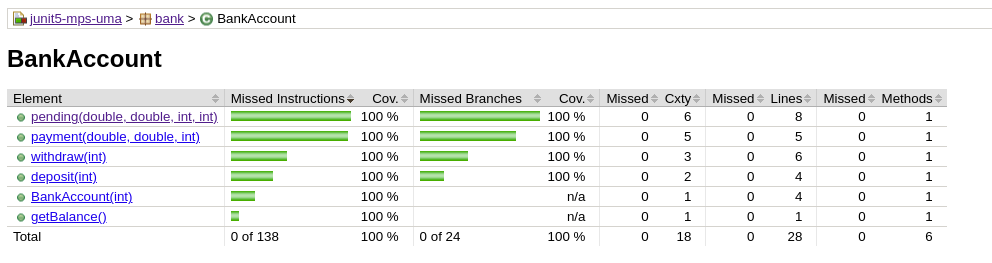 junit5-mps-uma > bank > BankAccount
BankAccount
Element Missed Instructions Cov. Missed Branches Cov. Missed Cxty Missed Lines Missed Methods
pending(double, double, int, int) 100 % 100 % 0 6 0 8 0 1
payment(double, double, int) 100 % 100 % 0 5 0 5 0 1
withdraw(int) 100 % 100 % 0 3 0 6 0 1
deposit(int) 100 % 100 % 0 2 0 4 0 1
BankAccount(int) 100 % n/a 0 1 0 4 0 1
getBalance() 100 % n/a 0 1 0 1 0 1
Total 0 of 138 100 % 0 of 24 100 % 0 18 0 28 0 6